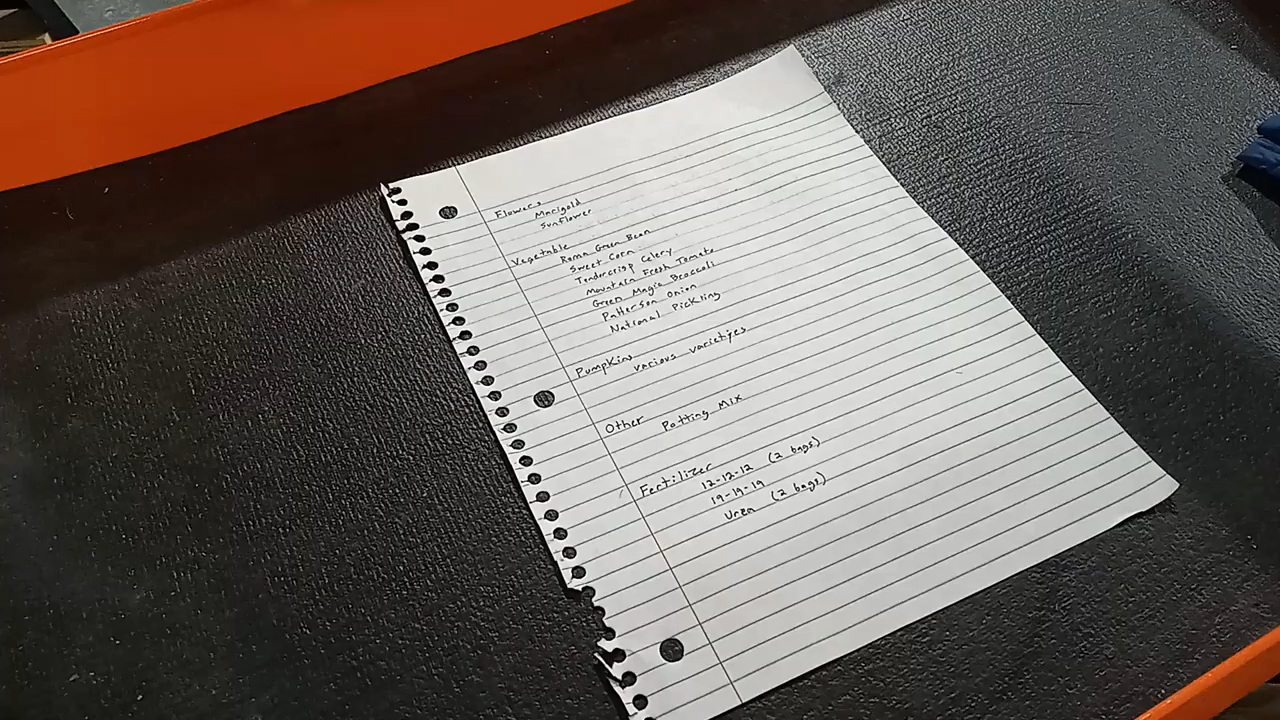 Flowers
Marigold
Sunflower
Vegetable
Roma Green Bean
Sweet Corn
Tendercrisp Celery
Mountain Fresh Tomato
Green Magic Broccoli
Patterson Onion
National Pickling
Pumpkins
various varieties
Other Potting Mix
Fertilizer
12-12-12 (2 bags)
19-19-19
Urea (2 bags)